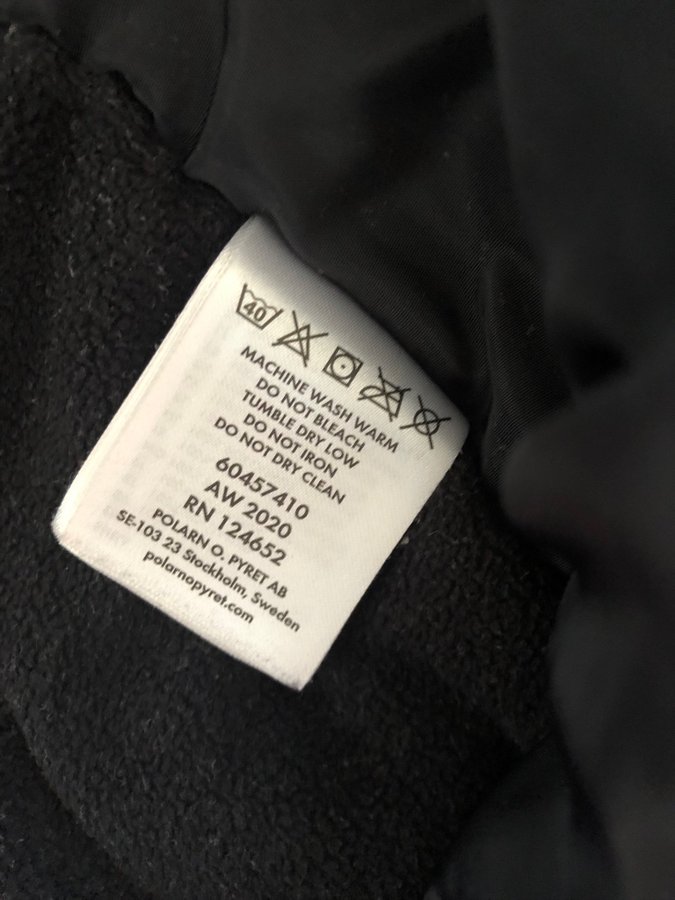 40
MACHINE WASH WARM
DO NOT BLEACH
TUMBLE DRY LOW
DO NOT IRON
DO NOT DRY CLEAN
60457410
AW 2020
RN 124652
POLARN O. PYRET AB
SE-103 23 Stockholm, Sweden
polarnopyret.com